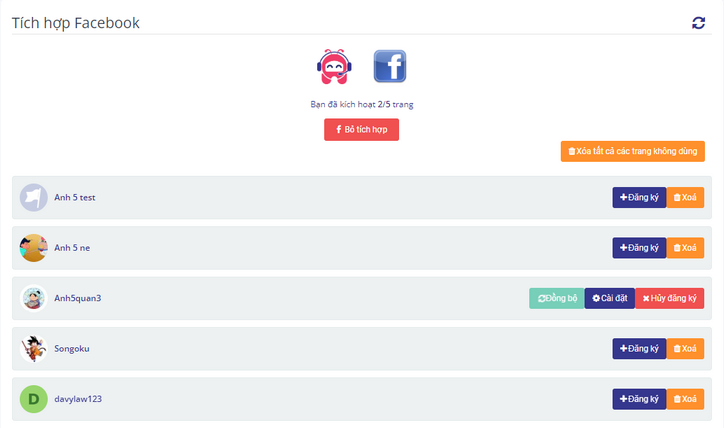 Tích hợp Facebook
Bạn đã kích hoạt 2/5 trang
Bỏ tích hợp
Xóa tất cả các trang không dùng
Anh 5 test
Đăng ký Xoá
Anh 5 ne
Đăng ký Xoá
Anh5quan3
Đồng bộ Cài đặt Hủy đăng ký
Songoku
Đăng ký Xoá
D
davylaw123
Đăng ký Xoá